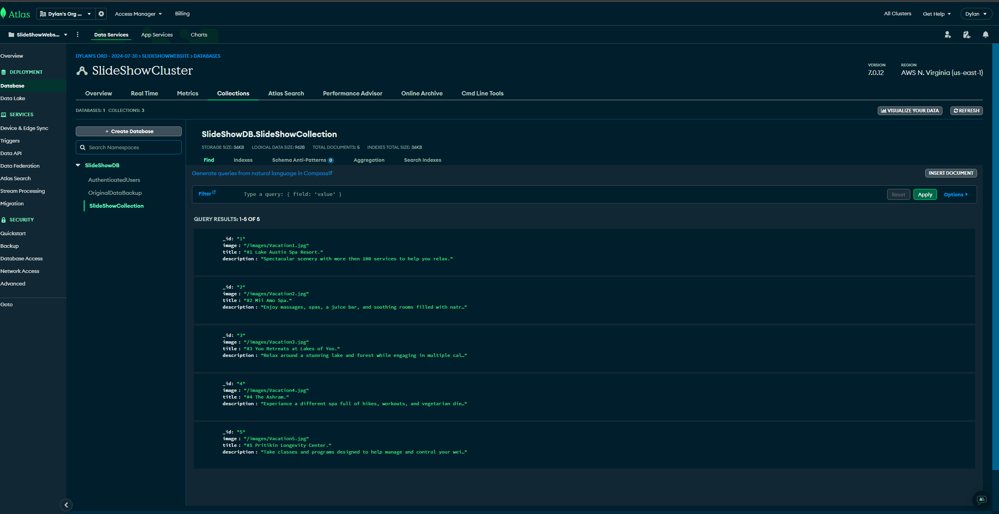 Atlas
Dylan's Org ...
Access Manager
Billing
All Clusters
Get Help
Dylan
SlideShowWebs...
Data Services
App Services
Charts
Overview
DEPLOYMENT
Database
Data Lake
SERVICES
Device & Edge Sync
Triggers
Data API
Data Federation
Atlas Search
Stream Processing
Migration
SECURITY
Quickstart
Backup
Database Access
Network Access
Advanced
Goto
DYLAN'S ORG - 2024-07-30 > SLIDESHOWWEBSITE > DATABASES
SlideShowCluster
VERSION
7.0.12
REGION
AWS N. Virginia (us-east-1)
Overview
Real Time
Metrics
Collections
Atlas Search
Performance Advisor
Online Archive
Cmd Line Tools
DATABASES: 1 COLLECTIONS: 3
VISUALIZE YOUR DATA
REFRESH
+ Create Database
Search Namespaces
SlideShowDB
AuthenticatedUsers
OriginalDataBackup
SlideShowCollection
SlideShowDB.SlideShowCollection
STORAGE SIZE: 36KB LOGICAL DATA SIZE: 962B TOTAL DOCUMENTS: 5 INDEXES TOTAL SIZE: 36KB
Find
Indexes
Schema Anti-Patterns 0
Aggregation
Search Indexes
Generate queries from natural language in Compass
INSERT DOCUMENT
Filter
Type a query: { field: 'value' }
Reset
Apply
Options
QUERY RESULTS: 1-5 OF 5
_id: "1"
image : "/images/Vacation1.jpg"
title : "#1 Lake Austin Spa Resort."
description : "Spectacular scenery with more then 100 services to help you relax."
_id: "2"
image : "/images/Vacation2.jpg"
title : "#2 Mii Amo Spa."
description : "Enjoy massages, spas, a juice bar, and soothing rooms filled with natr…"
_id: "3"
image : "/images/Vacation3.jpg"
title : "#3 Yoo Retreats at Lakes of Yoo."
description : "Relax around a stunning lake and forest while engaging in multiple cal…"
_id: "4"
image : "/images/Vacation4.jpg"
title : "#4 The Ashram."
description : "Experiance a different spa full of hikes, workouts, and vegetarian die…"
_id: "5"
image : "/images/Vacation5.jpg"
title : "#5 Pritikin Longevity Center."
description : "Take classes and programs designed to help manage and control your wei…"